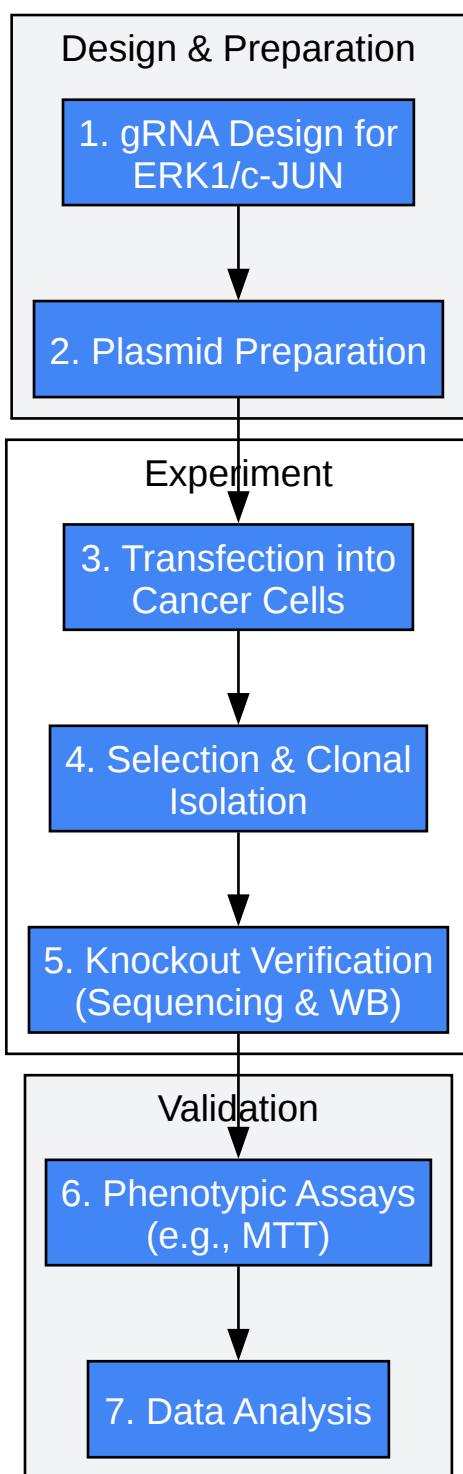 Design & Preparation
1. gRNA Design for
ERK1/c-JUN
2. Plasmid Preparation
Experiment
3. Transfection into
Cancer Cells
4. Selection & Clonal
Isolation
5. Knockout Verification
(Sequencing & WB)
Validation
6. Phenotypic Assays
(e.g., MTT)
7. Data Analysis